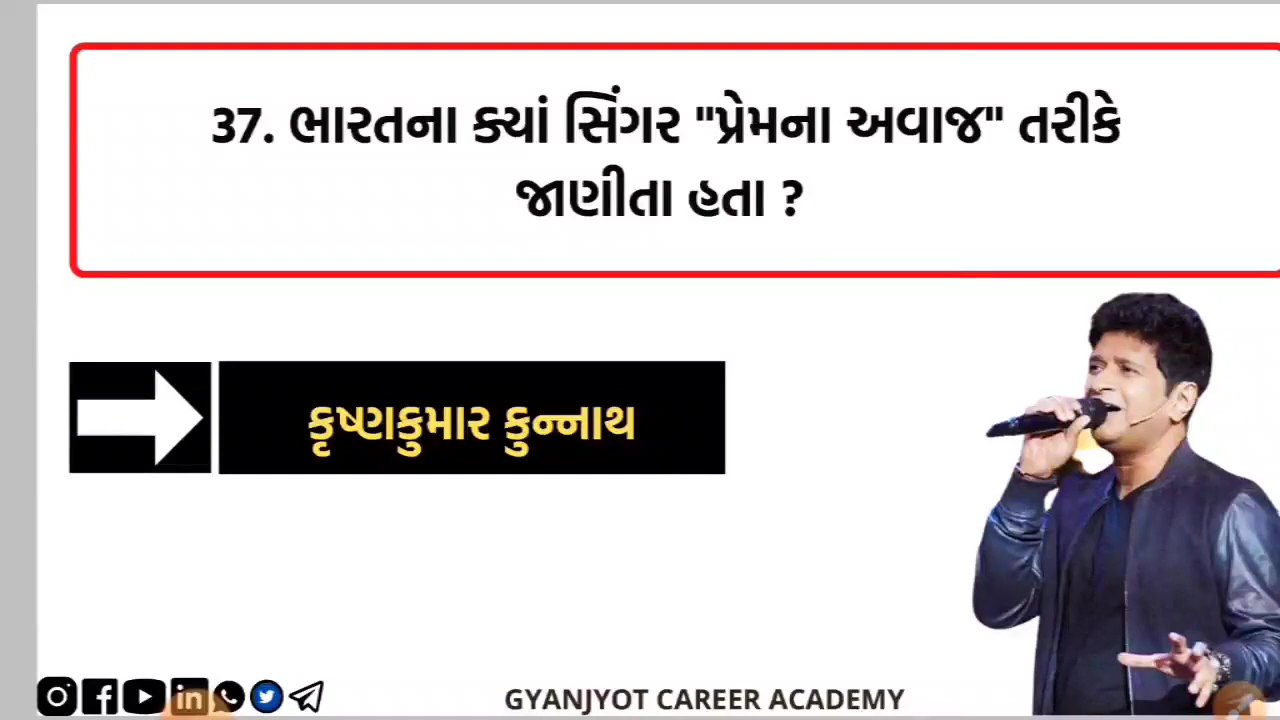 37. ભારતના ક્યાં સિંગર "પ્રેમના અવાજ" તરીકે
જાણીતા હતા ?
કૃષ્ણકુમાર કુન્નાથ
GYANJYOT CAREER ACADEMY